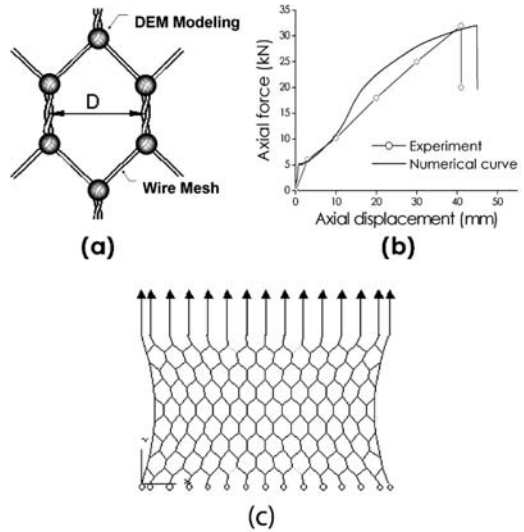 DEM Modeling
D
Wire Mesh
(a)
Axial force (kN)
35
30
25
20
15
10
5
0
Experiment
Numerical curve
0 10 20 30 40 50
Axial displacement (mm)
(b)
(c)